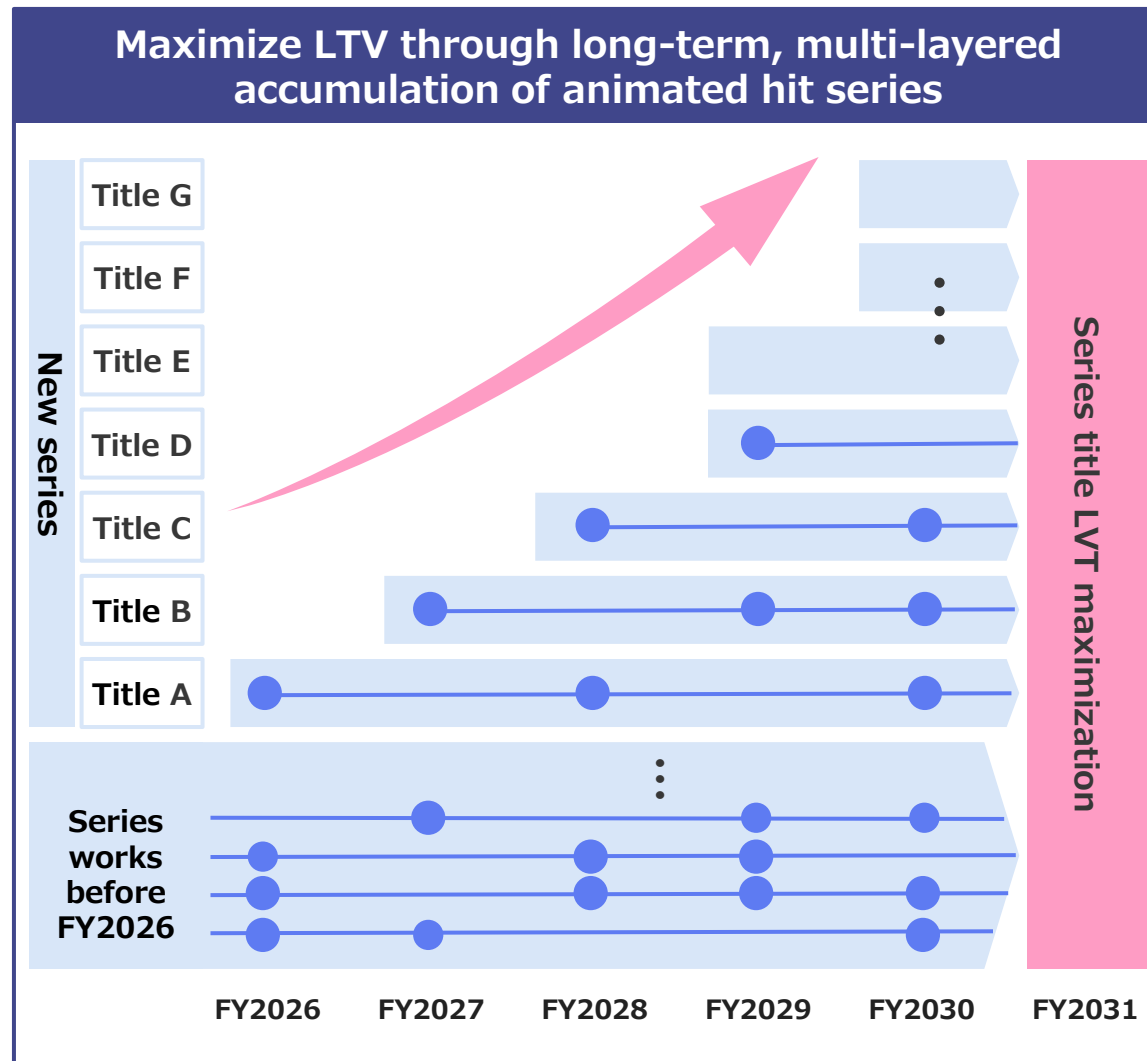 Maximize LTV through long-term, multi-layered
accumulation of animated hit series
New series
Title G
Title F
Title E
Title D
Title C
Title B
Title A
Series
works
before
FY2026
Series title LVT maximization
FY2026
FY2027
FY2028
FY2029
FY2030
FY2031